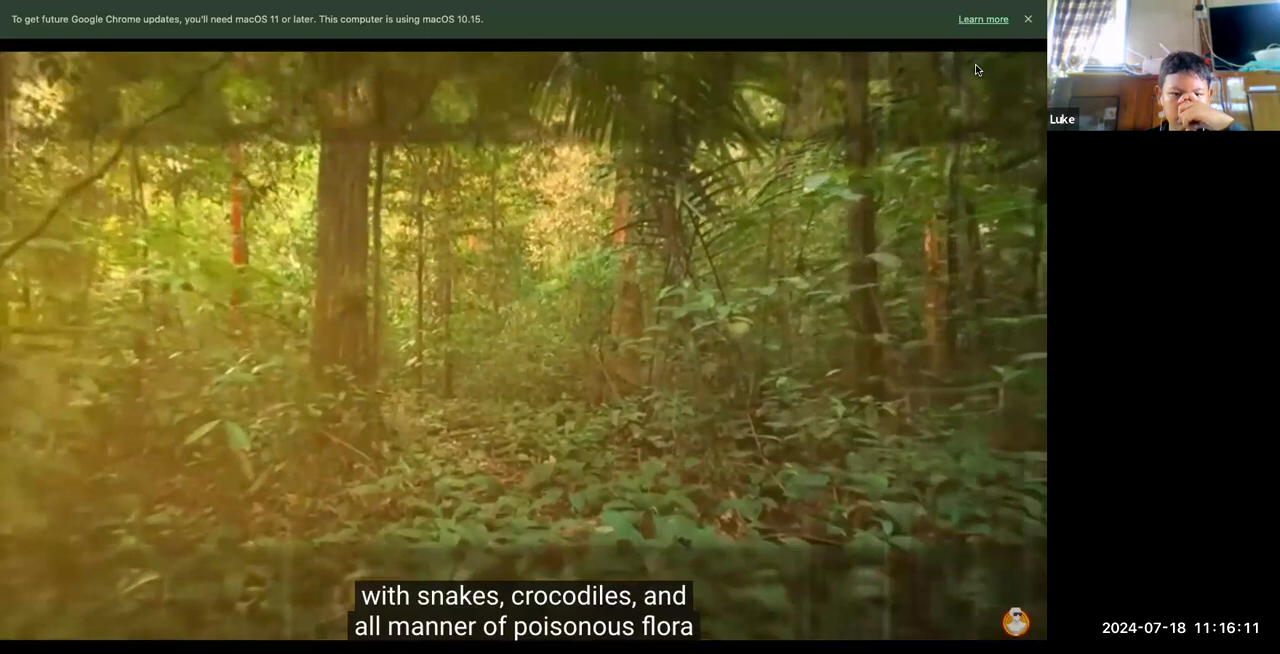 To get future Google Chrome updates, you'll need macOS 11 or later. This computer is using macOS 10.15.
Learn more
Luke
with snakes, crocodiles, and
all manner of poisonous flora
2024-07-18 11:16:11